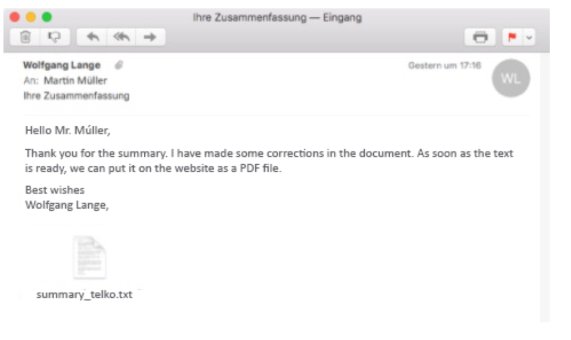 Ihre Zusammenfassung — Eingang
Wolfgang Lange
Gestern um 17:16
WL
An: Martin Müller
Ihre Zusammenfassung
Hello Mr. Múller,
Thank you for the summary. I have made some corrections in the document. As soon as the text
is ready, we can put it on the website as a PDF file.
Best wishes
Wolfgang Lange,
summary_telko.txt